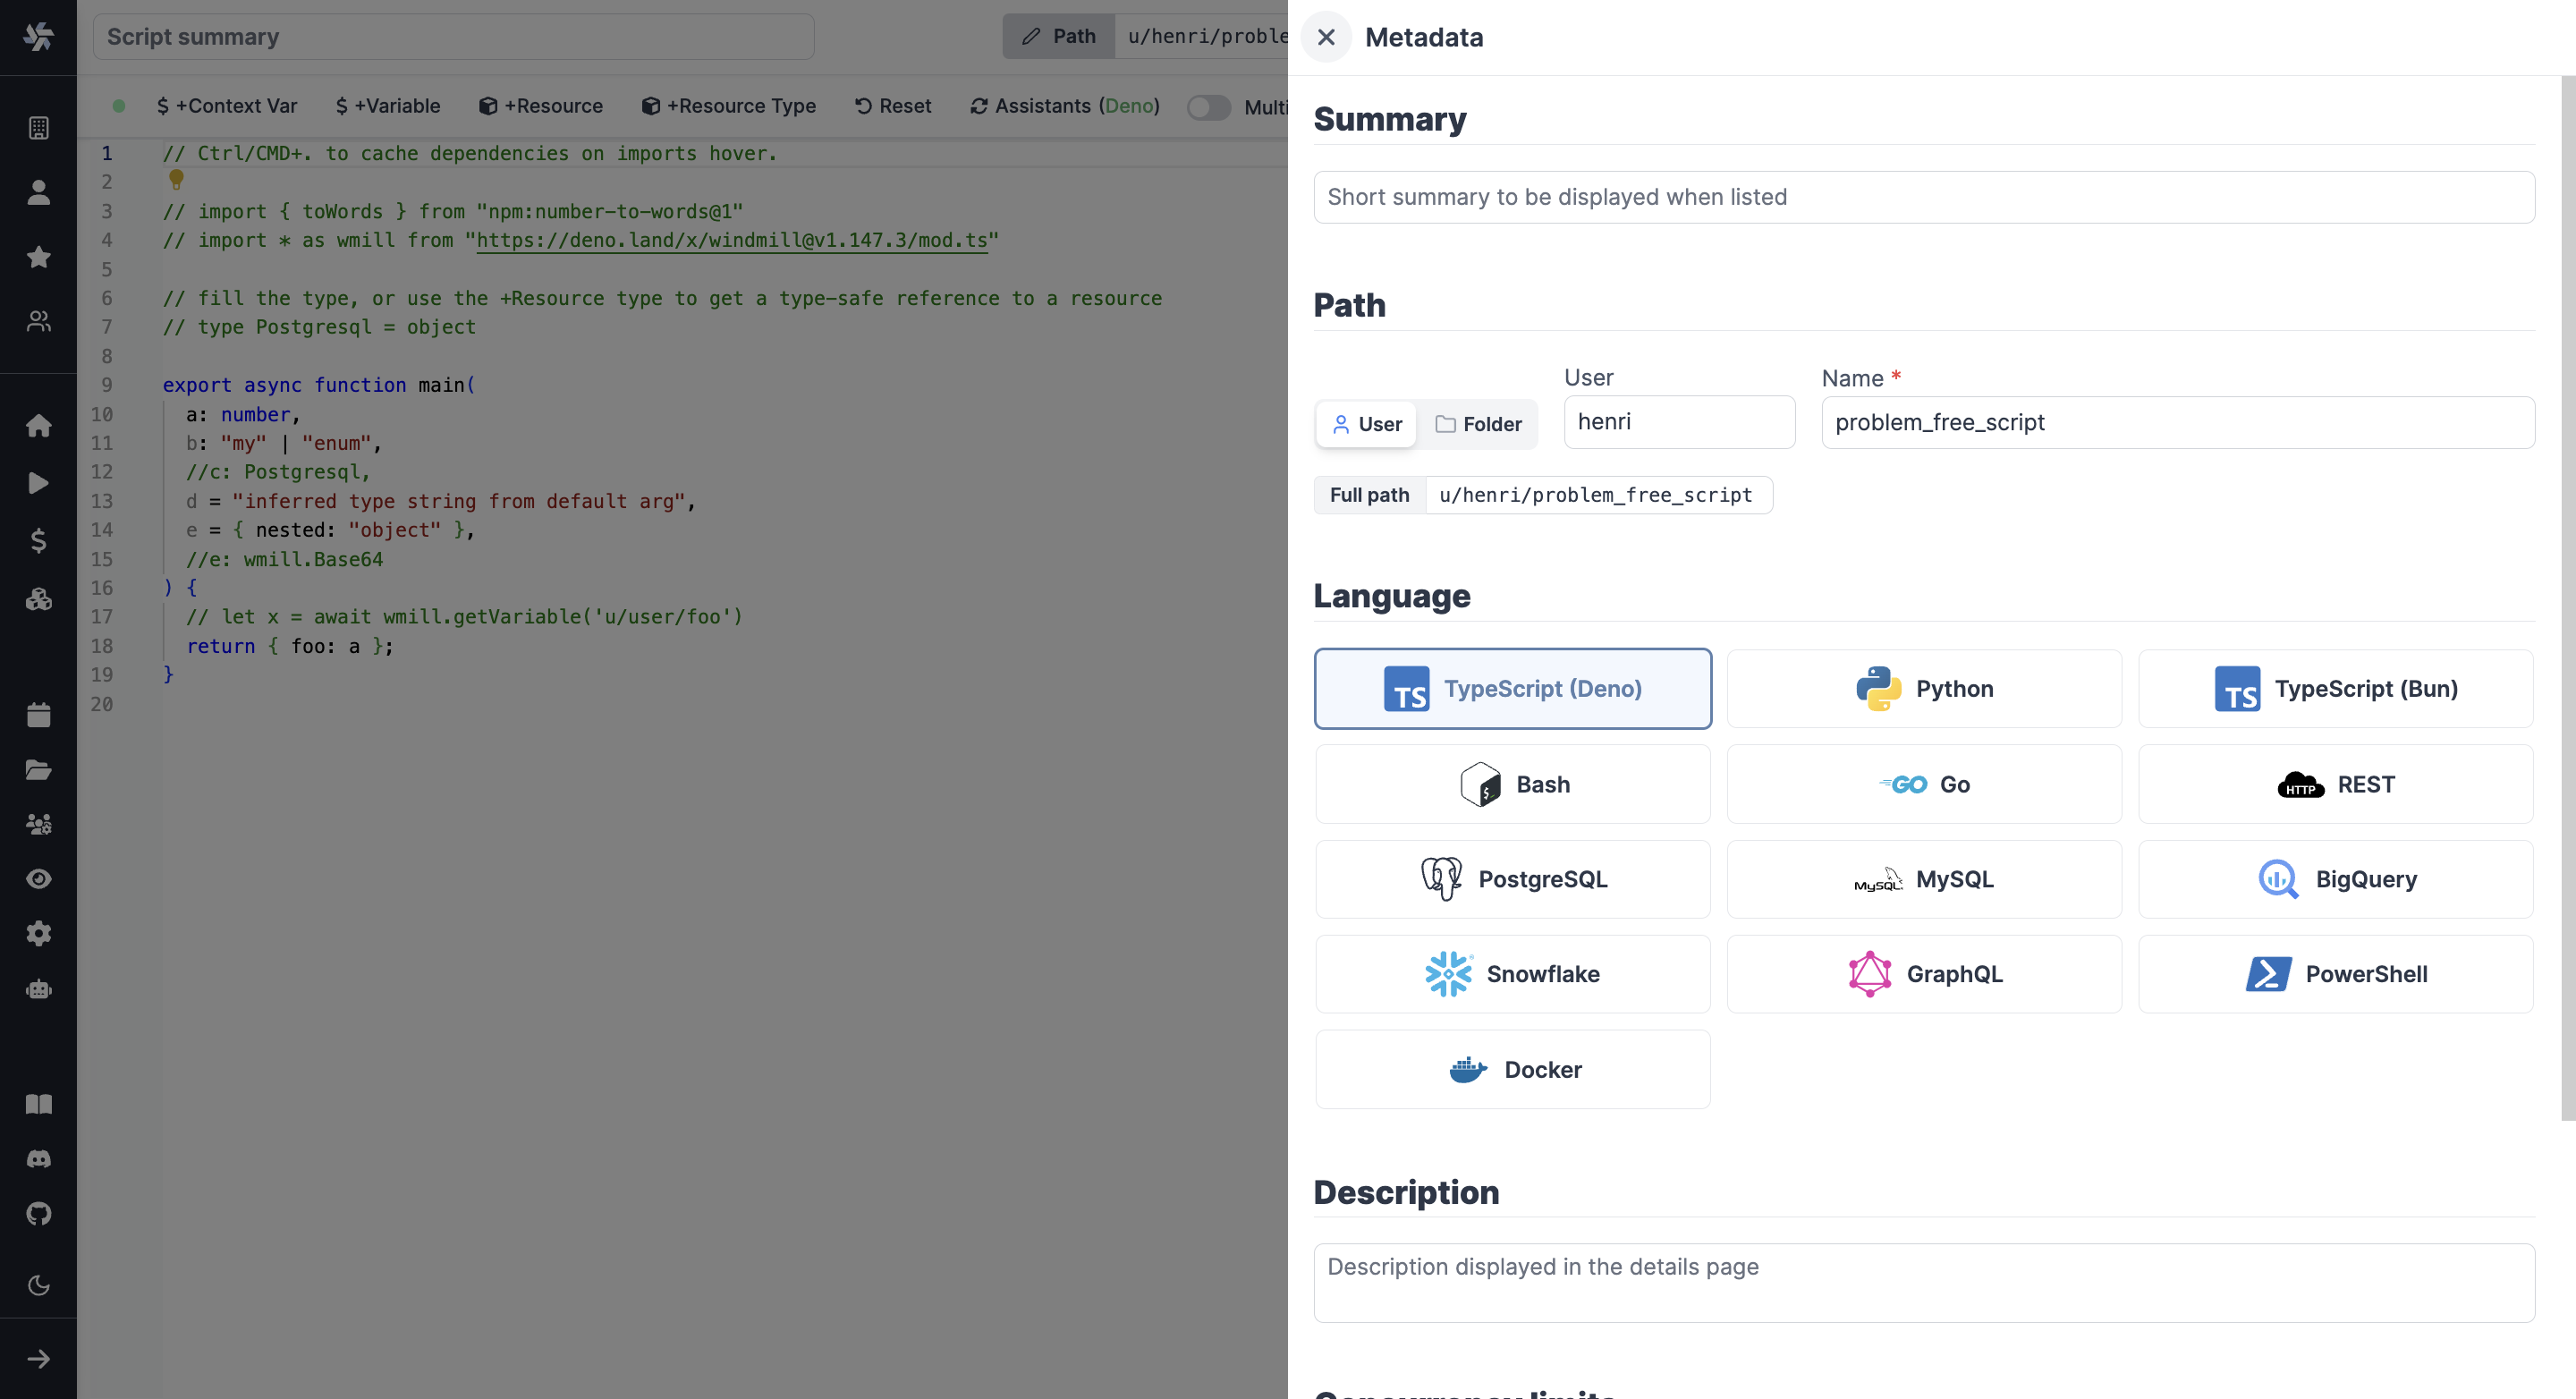 Script summary
Path
u/henri/proble
$ +Context Var
$ +Variable
+Resource
+Resource Type
Reset
Assistants (Deno)
Multi
1 // Ctrl/CMD+. to cache dependencies on imports hover.
2
3 // import { toWords } from "npm:number-to-words@1"
4 // import * as wmill from "https://deno.land/x/windmill@v1.147.3/mod.ts"
5
6 // fill the type, or use the +Resource type to get a type-safe reference to a resource
7 // type Postgresql = object
8
9 export async function main(
10 a: number,
11 b: "my" | "enum",
12 //c: Postgresql,
13 d = "inferred type string from default arg",
14 e = { nested: "object" },
15 //e: wmill.Base64
16 ) {
17 // let x = await wmill.getVariable('u/user/foo')
18 return { foo: a };
19 }
20
Metadata
Summary
Short summary to be displayed when listed
Path
User
Folder
User
henri
Name *
problem_free_script
Full path
u/henri/problem_free_script
Language
TS TypeScript (Deno)
Python
TS TypeScript (Bun)
Bash
GO Go
HTTP REST
PostgreSQL
MySQL MySQL
BigQuery
Snowflake
GraphQL
PowerShell
Docker
Description
Description displayed in the details page
Concurrency limits